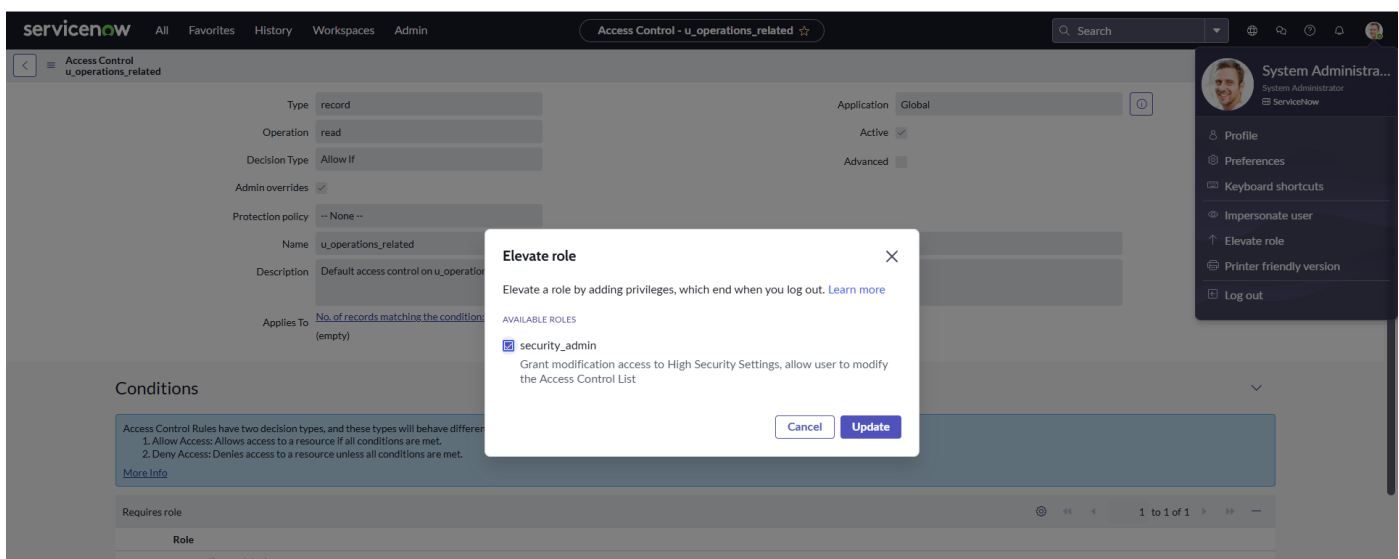 servicenow All Favorites History Workspaces Admin Access Control - u_operations_related Search
Access Control
u_operations_related
Type record
Operation read
Decision Type Allow If
Admin overrides
Protection policy -- None --
Name u_operations_related
Description Default access control on u_operation
Applies To No. of records matching the condition:
(empty)
Application Global
Active
Advanced
System Administra...
System Administrator
ServiceNow
Profile
Preferences
Keyboard shortcuts
Impersonate user
Elevate role
Printer friendly version
Log out
Elevate role
Elevate a role by adding privileges, which end when you log out. Learn more
AVAILABLE ROLES
security_admin
Grant modification access to High Security Settings, allow user to modify
the Access Control List
Cancel Update
Conditions
Access Control Rules have two decision types, and these types will behave differen
1. Allow Access: Allows access to a resource if all conditions are met.
2. Deny Access: Denies access to a resource unless all conditions are met.
More Info
Requires role 1 to 1 of 1
Role